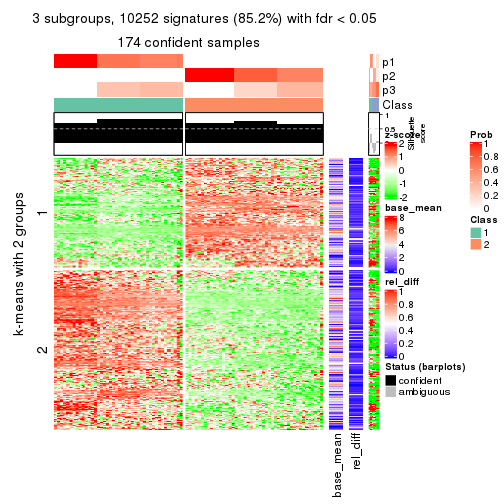 3 subgroups, 10252 signatures (85.2%) with fdr < 0.05
174 confident samples
p1
p2
p3
Class
1
0.5
0
Silhouette
score
k-means with 2 groups
1
2
base_mean
rel_diff
z-score
2
1
0
-1
-2
base_mean
8
6
4
2
0
rel_diff
1
0.8
0.6
0.4
0.2
0
Status (barplots)
confident
ambiguous
Prob
1
0.8
0.6
0.4
0.2
0
Class
1
2